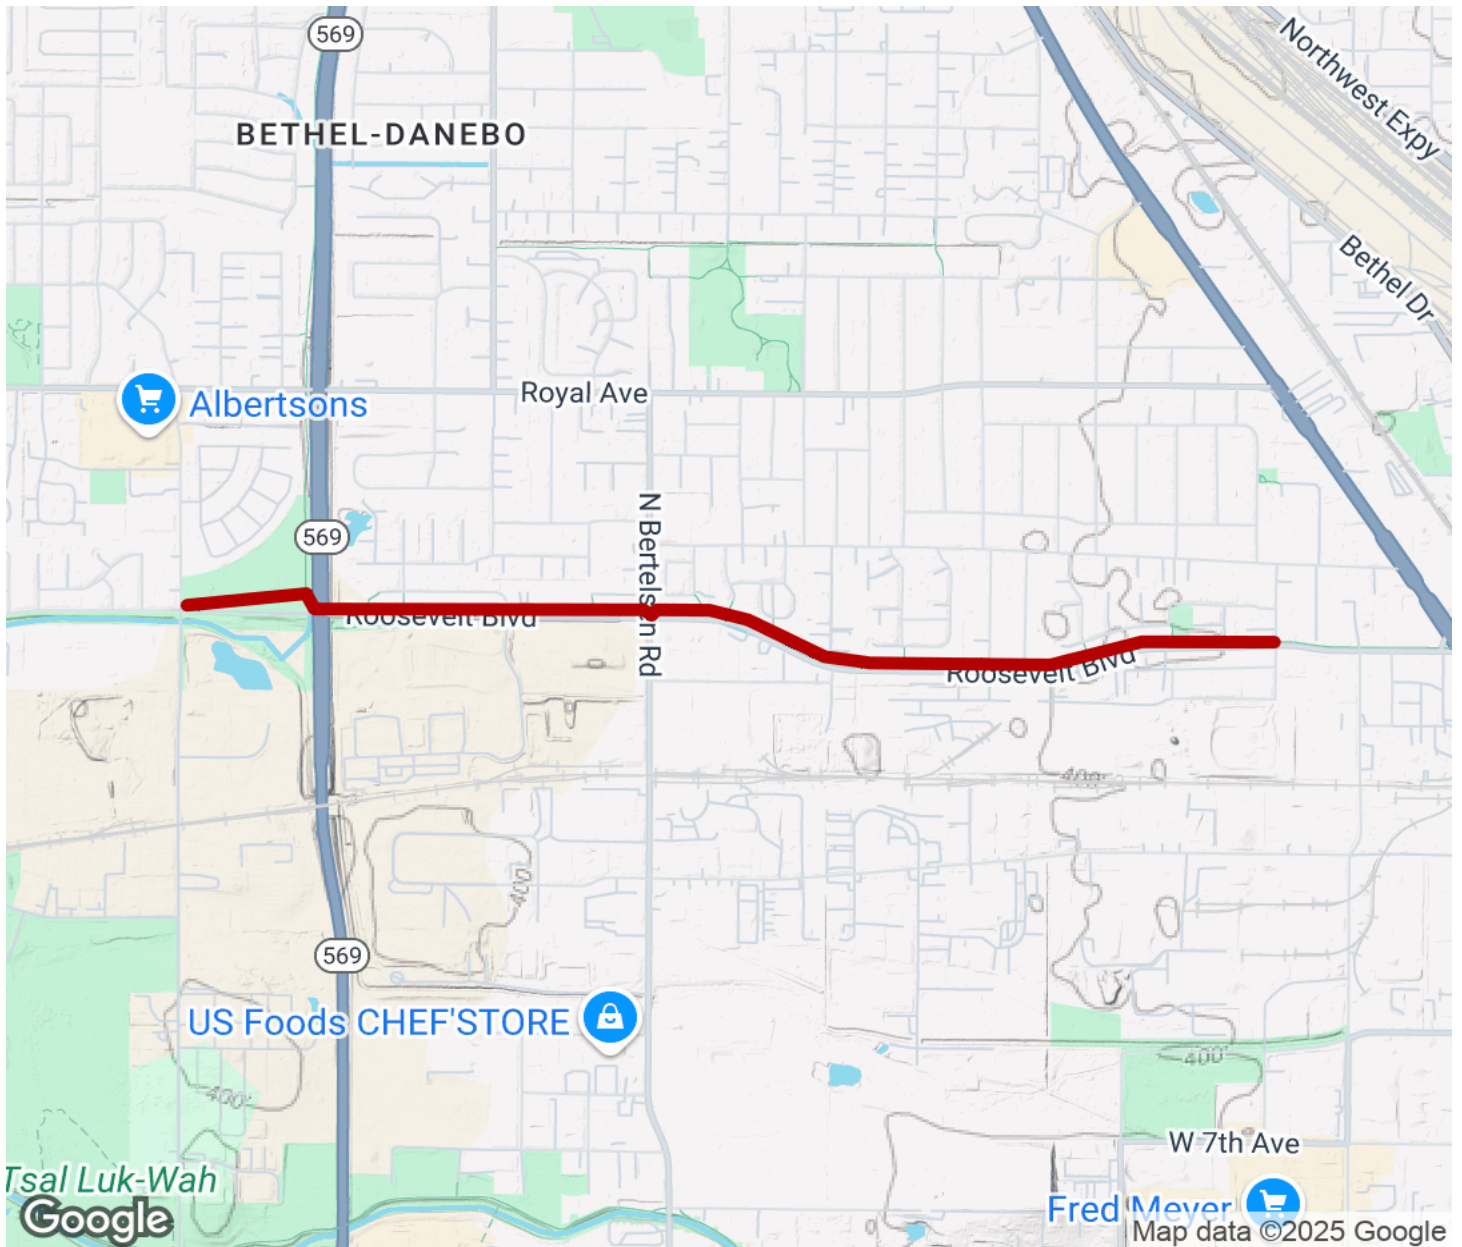 569
Northwest Expy
BETHEL-DANEBO
Bethel Dr
Royal Ave
Albertsons
N Bertelsen Rd
569
Roosevelt Blvd
Roosevelt Blvd
400'
400'
569
US Foods CHEF'STORE
400'
400'
W 7th Ave
Tsal Luk-Wah
Fred Meyer
Google
Map data ©2025 Google